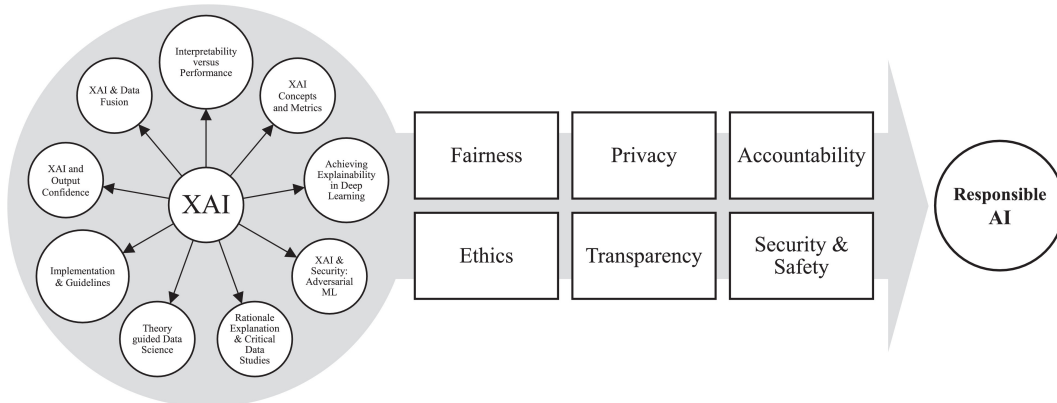 Interpretability
versus
Performance
XAI
Concepts
and Metrics
Achieving
Explainability
in Deep
Learning
XAI &
Security:
Adversarial
ML
Rationale
Explanation
& Critical
Data
Studies
Theory
guided Data
Science
Implementation
& Guidelines
XAI and
Output
Confidence
XAI & Data
Fusion
XAI
Fairness
Privacy
Accountability
Ethics
Transparency
Security &
Safety
Responsible
AI